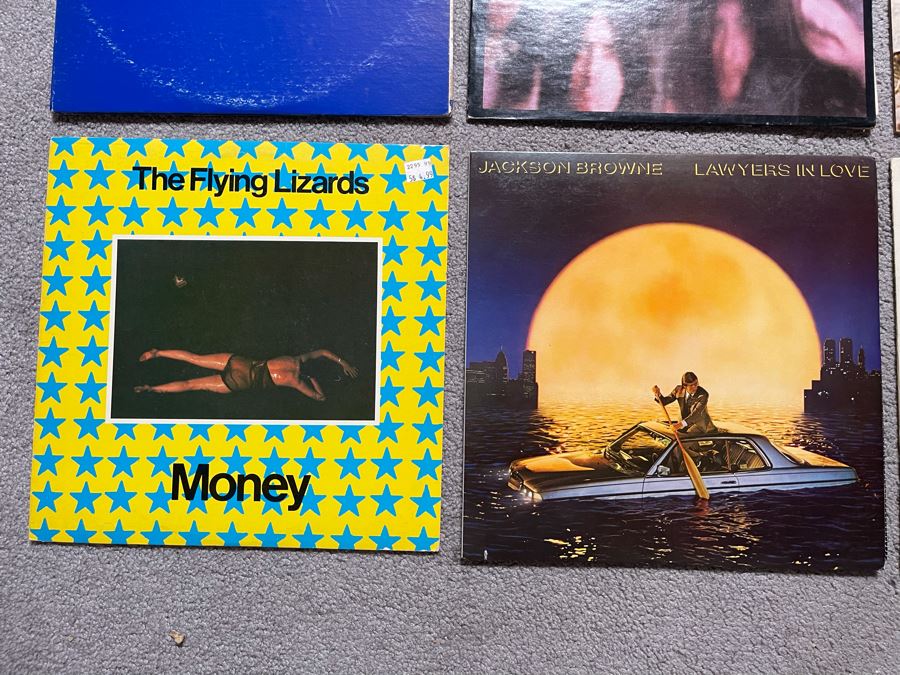 The Flying Lizards
Money
JACKSON BROWNE LAWYERS IN LOVE